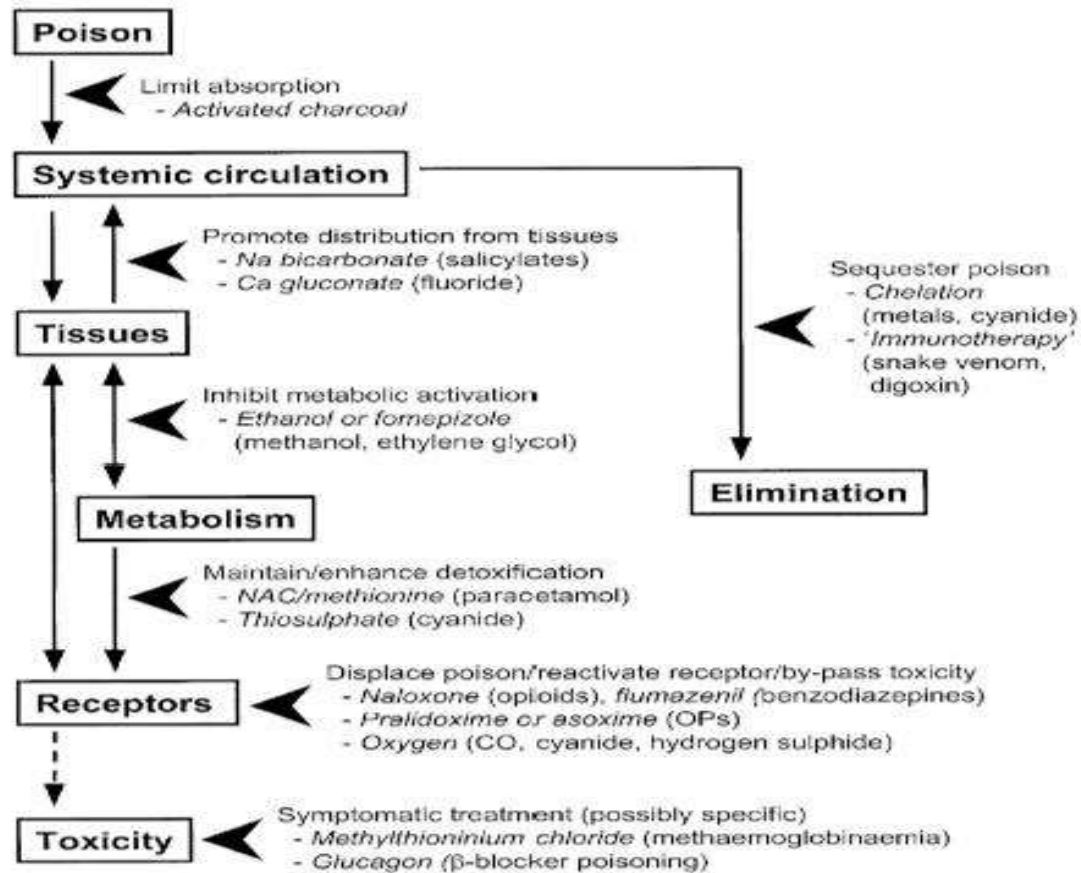 Poison
Limit absorption
- Activated charcoal
Systemic circulation
Promote distribution from tissues
- Na bicarbonate (salicylates)
- Ca gluconate (fluoride)
Sequester poison
- Chelation
(metals, cyanide)
- 'Immunotherapy'
(snake venom,
digoxin)
Tissues
Inhibit metabolic activation
- Ethanol or fomepizole
(methanol, ethylene glycol)
Elimination
Metabolism
Maintain/enhance detoxification
- NAC/methionine (paracetamol)
- Thiosulphate (cyanide)
Displace poison/reactivate receptor/by-pass toxicity
Receptors
- Naloxone (opioids), flumazenil (benzodiazepines)
- Pralidoxime or asoxime (OPs)
- Oxygen (CO, cyanide, hydrogen sulphide)
Symptomatic treatment (possibly specific)
Toxicity
- Methylthioninium chloride (methaemoglobinaemia)
- Glucagon (β-blocker poisoning)